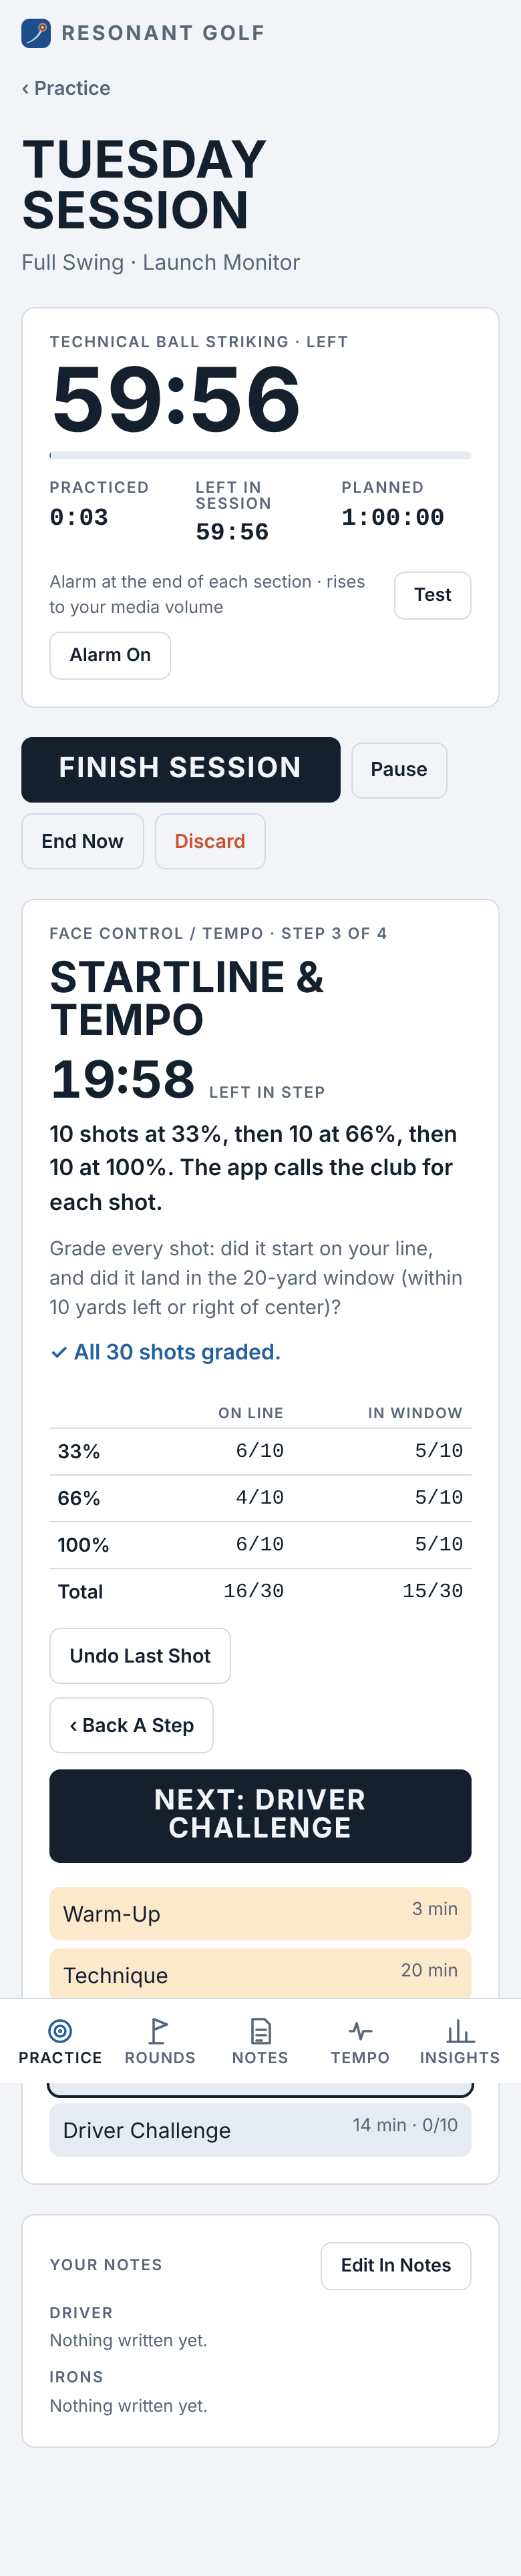 RESONANT GOLF
‹ Practice
TUESDAY
SESSION
Full Swing · Launch Monitor
TECHNICAL BALL STRIKING · LEFT
59:56
PRACTICED
0:03
LEFT IN
SESSION
59:56
PLANNED
1:00:00
Alarm at the end of each section · rises
to your media volume
Test
Alarm On
FINISH SESSION
Pause
End Now
Discard
FACE CONTROL / TEMPO · STEP 3 OF 4
STARTLINE &
TEMPO
19:58 LEFT IN STEP
10 shots at 33%, then 10 at 66%, then
10 at 100%. The app calls the club for
each shot.
Grade every shot: did it start on your line,
and did it land in the 20-yard window (within
10 yards left or right of center)?
✓ All 30 shots graded.
ON LINE IN WINDOW
33% 6/10 5/10
66% 4/10 5/10
100% 6/10 5/10
Total 16/30 15/30
Undo Last Shot
‹ Back A Step
NEXT: DRIVER
CHALLENGE
Warm-Up 3 min
Technique 20 min
PRACTICE ROUNDS NOTES TEMPO INSIGHTS
Driver Challenge 14 min · 0/10
YOUR NOTES
Edit In Notes
DRIVER
Nothing written yet.
IRONS
Nothing written yet.